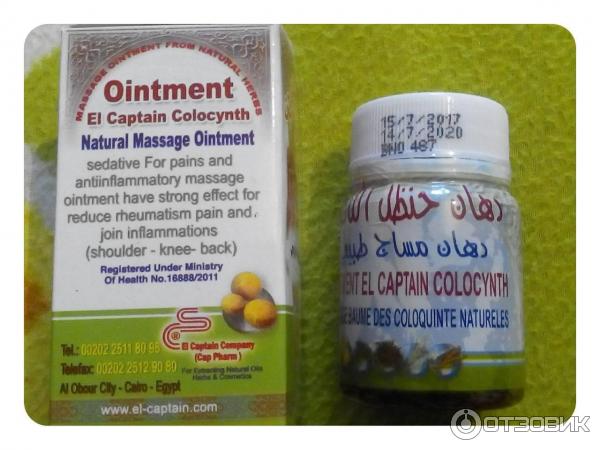 MASSAGE OINTMENT FROM NATURAL HERBS
Ointment
El Captain Colocynth
Natural Massage Ointment
sedative For pains and
antiinflammatory massage
ointment have strong effect for
reduce rheumatism pain and
join inflammations
(shoulder - knee- back)
Registered Under Ministry
Of Health No.16888/2011
El Captain Company
(Cap Pharm)
For Extracting Natural Oils
Herbs & Cosmetics
Tel.: 00202 2511 80 95
Telefax: 00202 2512 90 80
Al Obour City - Cairo - Egypt
www.el-captain.com
15/7/2017
14/7/2020
BNO 487
دهان حنظل
دهان مساج
MENT EL CAPTAIN COLOCYNTH
BAUME DES COLOQUINTE NATURELES
ОТЗОВИК